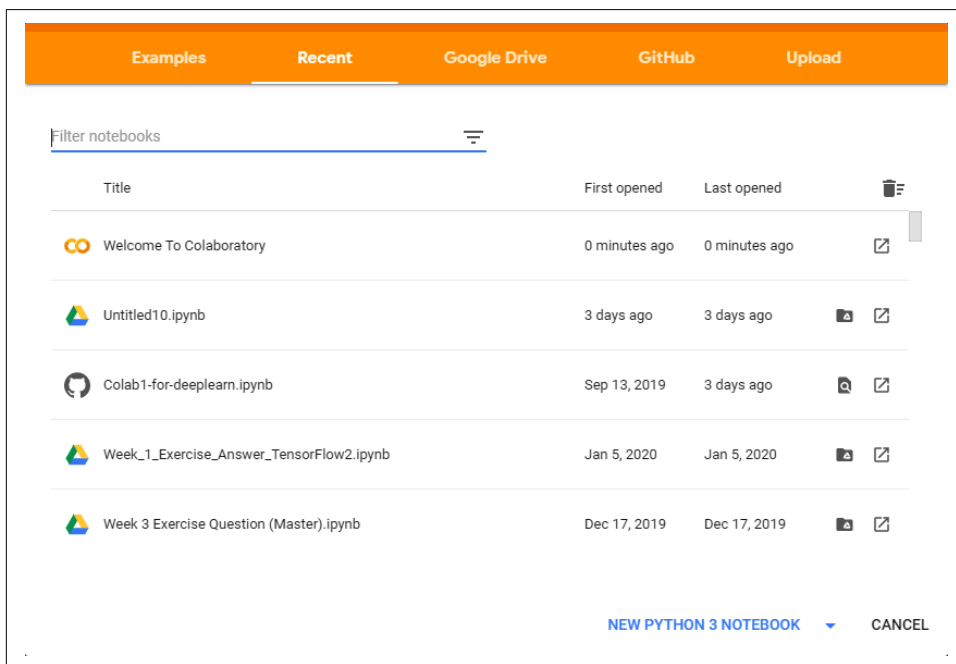 Examples Recent Google Drive GitHub Upload
Filter notebooks
Title First opened Last opened
Welcome To Colaboratory 0 minutes ago 0 minutes ago
Untitled10.ipynb 3 days ago 3 days ago
Colab1-for-deeplearn.ipynb Sep 13, 2019 3 days ago
Week_1_Exercise_Answer_TensorFlow2.ipynb Jan 5, 2020 Jan 5, 2020
Week 3 Exercise Question (Master).ipynb Dec 17, 2019 Dec 17, 2019
NEW PYTHON 3 NOTEBOOK CANCEL